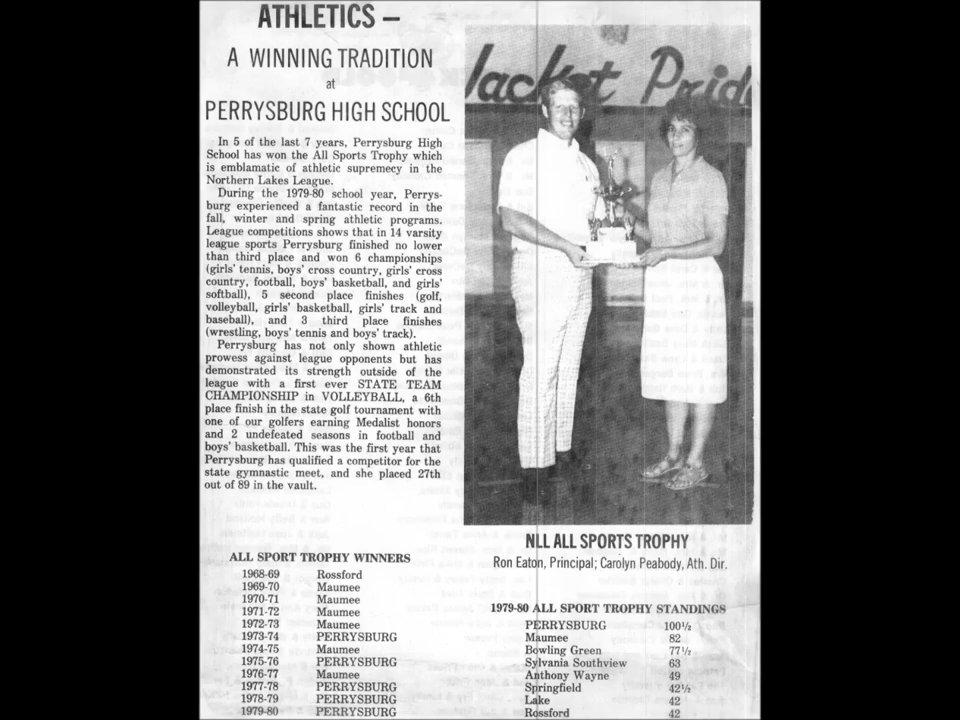 ATHLETICS —
A WINNING TRADITION
at
PERRYSBURG HIGH SCHOOL
In 5 of the last 7 years, Perrysburg High
School has won the All Sports Trophy which
is emblamatic of athletic supremecy in the
Northern Lakes League.
During the 1979-80 school year, Perrys-
burg experienced a fantastic record in the
fall, winter and spring athletic programs.
League competitions shows that in 14 varsity
league sports Perrysburg finished no lower
than third place and won 6 championships
(girls' tennis, boys' cross country, girls' cross
country, football, boys' basketball, and girls'
softball), 5 second place finishes (golf,
volleyball, girls' basketball, girls' track and
baseball), and 3 third place finishes
(wrestling, boys' tennis and boys' track).
Perrysburg has not only shown athletic
prowess against league opponents but has
demonstrated its strength outside of the
league with a first ever STATE TEAM
CHAMPIONSHIP in VOLLEYBALL, a 6th
place finish in the state golf tournament with
one of our golfers earning Medalist honors
and 2 undefeated seasons in football and
boys' basketball. This was the first year that
Perrysburg has qualified a competitor for the
state gymnastic meet, and she placed 27th
out of 89 in the vault.
Jacket Pride
NLL ALL SPORTS TROPHY
Ron Eaton, Principal; Carolyn Peabody, Ath. Dir.
ALL SPORT TROPHY WINNERS
1968-69 Rossford
1969-70 Maumee
1970-71 Maumee
1971-72 Maumee
1972-73 Maumee
1973-74 PERRYSBURG
1974-75 Maumee
1975-76 PERRYSBURG
1976-77 Maumee
1977-78 PERRYSBURG
1978-79 PERRYSBURG
1979-80 PERRYSBURG
1979-80 ALL SPORT TROPHY STANDINGS
PERRYSBURG 100½
Maumee 82
Bowling Green 77½
Sylvania Southview 63
Anthony Wayne 49
Springfield 42½
Lake 42
Rossford 42